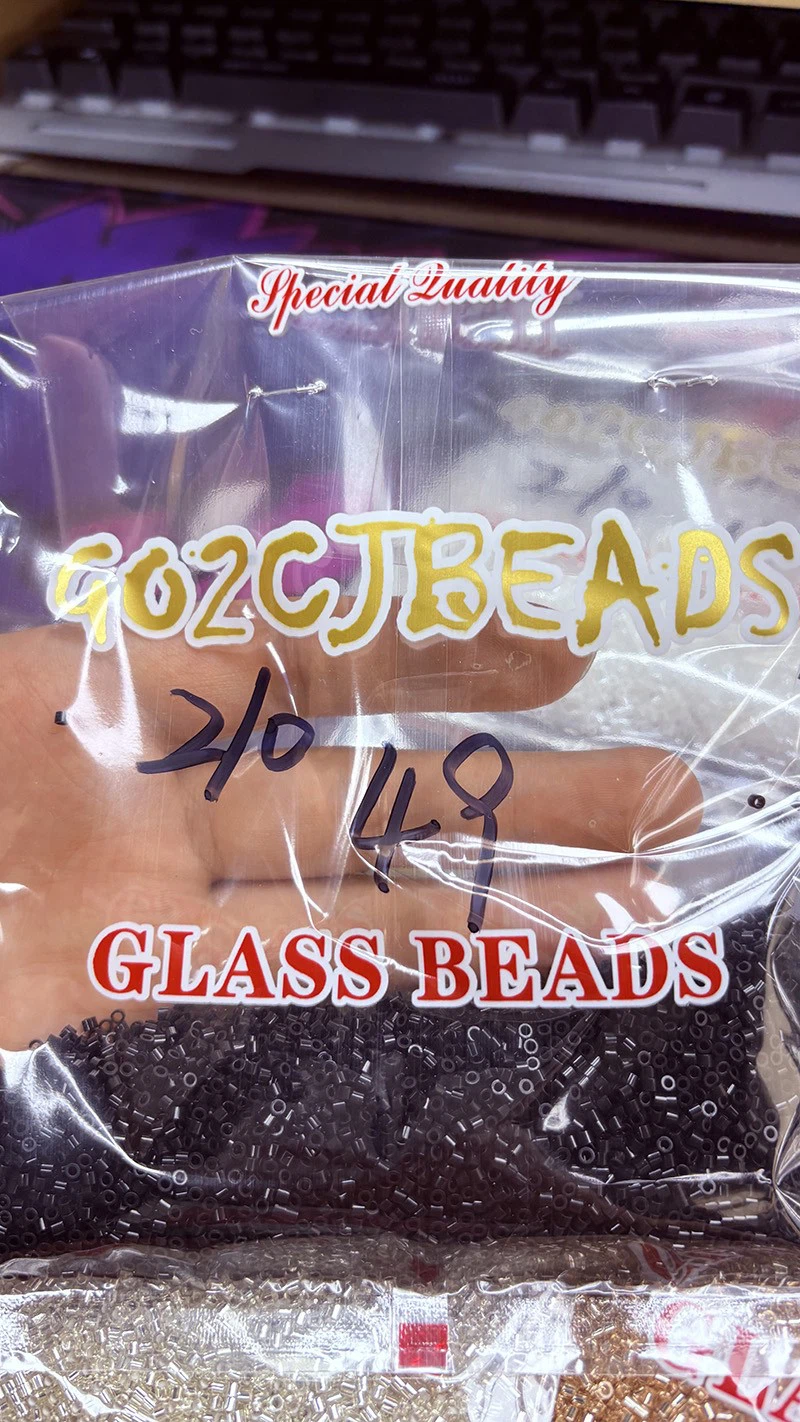 Special Quality
GO2CJBEADS
2/0
49
GLASS BEADS